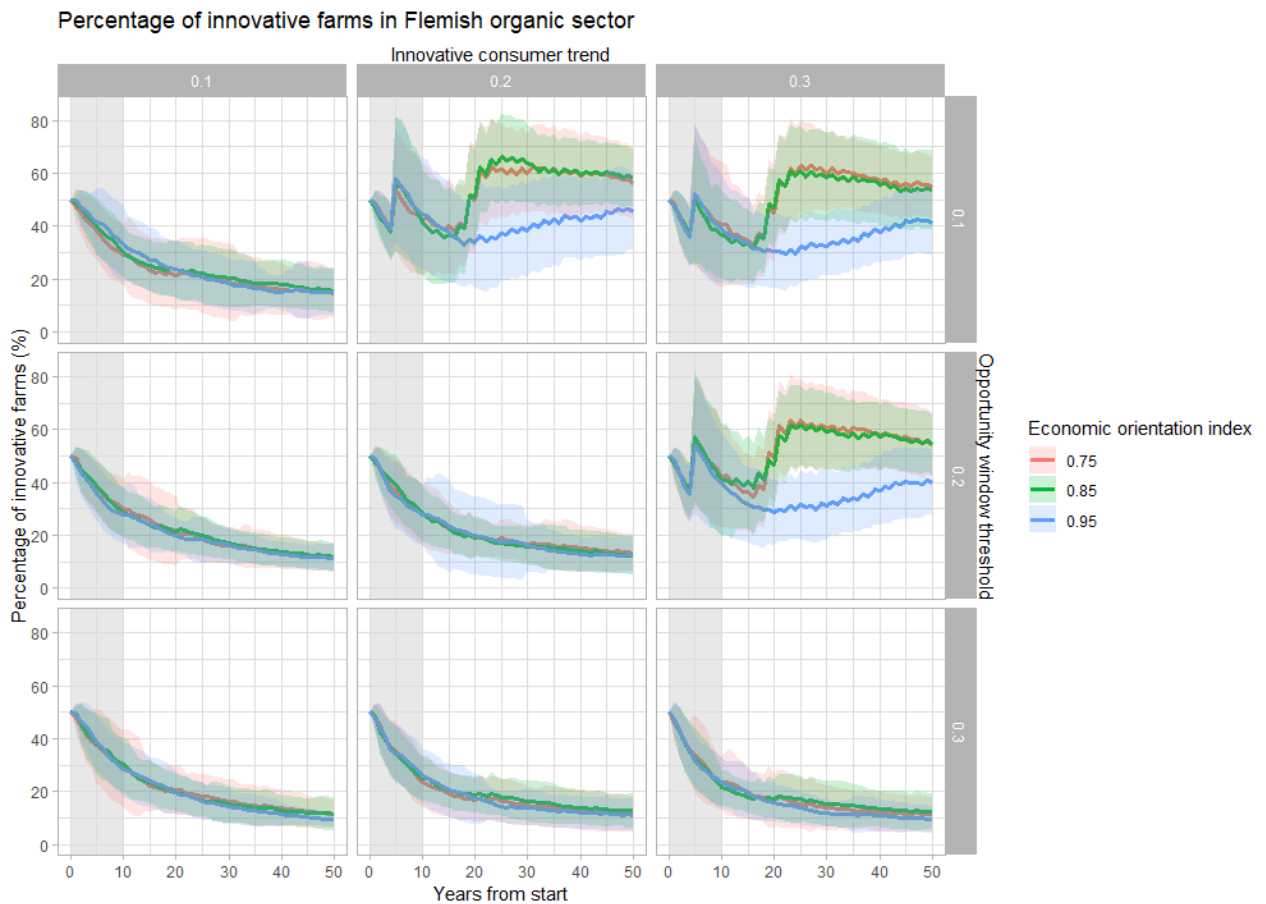 Percentage of innovative farms in Flemish organic sector
Innovative consumer trend
0.1 0.2 0.3
80
60
40
20
0
0.1
80
60
40
20
0
0.2
80
60
40
20
0
0.3
Percentage of innovative farms (%)
Opportunity window threshold
0 10 20 30 40 50 0 10 20 30 40 50 0 10 20 30 40 50
Years from start
Economic orientation index
0.75
0.85
0.95